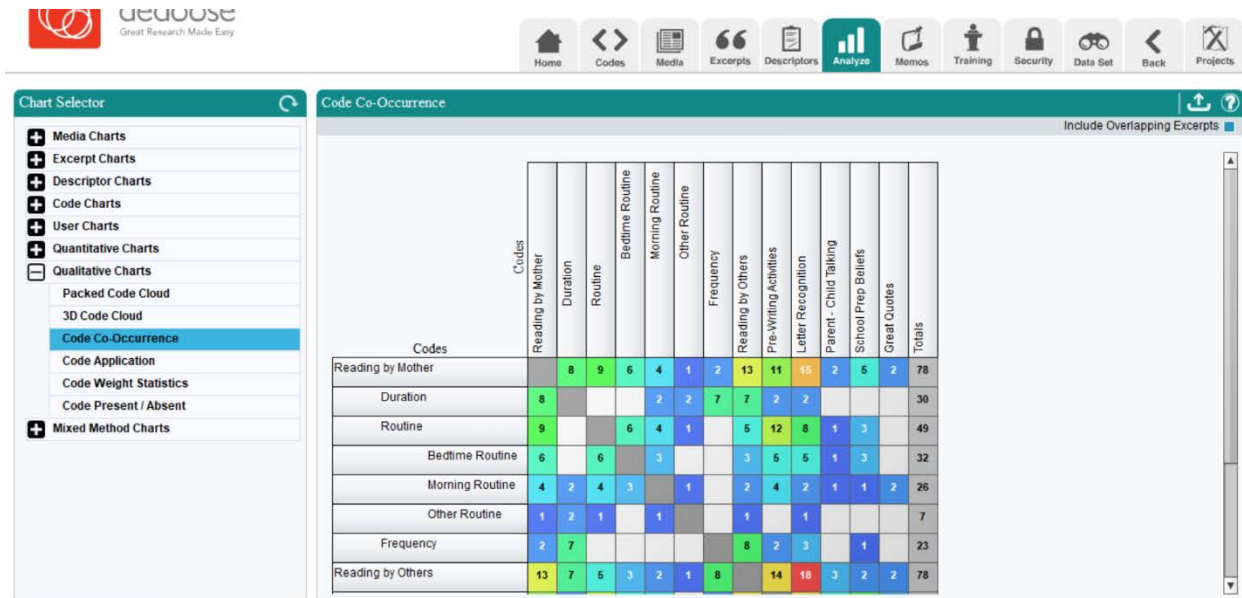 dedoose
Great Research Made Easy
Home Codes Media Excerpts Descriptors Analyze Memos Training Security Data Set Back Projects
Chart Selector
Media Charts
Excerpt Charts
Descriptor Charts
Code Charts
User Charts
Quantitative Charts
Qualitative Charts
Packed Code Cloud
3D Code Cloud
Code Co-Occurrence
Code Application
Code Weight Statistics
Code Present / Absent
Mixed Method Charts
Code Co-Occurrence
Include Overlapping Excerpts
Codes
Codes
Reading by Mother
Duration
Routine
Bedtime Routine
Morning Routine
Other Routine
Frequency
Reading by Others
Pre-Writing Activities
Letter Recognition
Parent - Child Talking
School Prep Beliefs
Great Quotes
Totals
Reading by Mother 8 9 6 4 1 2 13 11 15 2 5 2 78
Duration 8 2 2 7 7 2 2 30
Routine 9 6 4 1 5 12 8 1 3 49
Bedtime Routine 6 6 3 3 5 5 1 3 32
Morning Routine 4 2 4 3 1 2 4 2 1 1 2 26
Other Routine 1 2 1 1 1 1 7
Frequency 2 7 8 2 3 1 23
Reading by Others 13 7 5 3 2 1 8 14 18 3 2 2 78